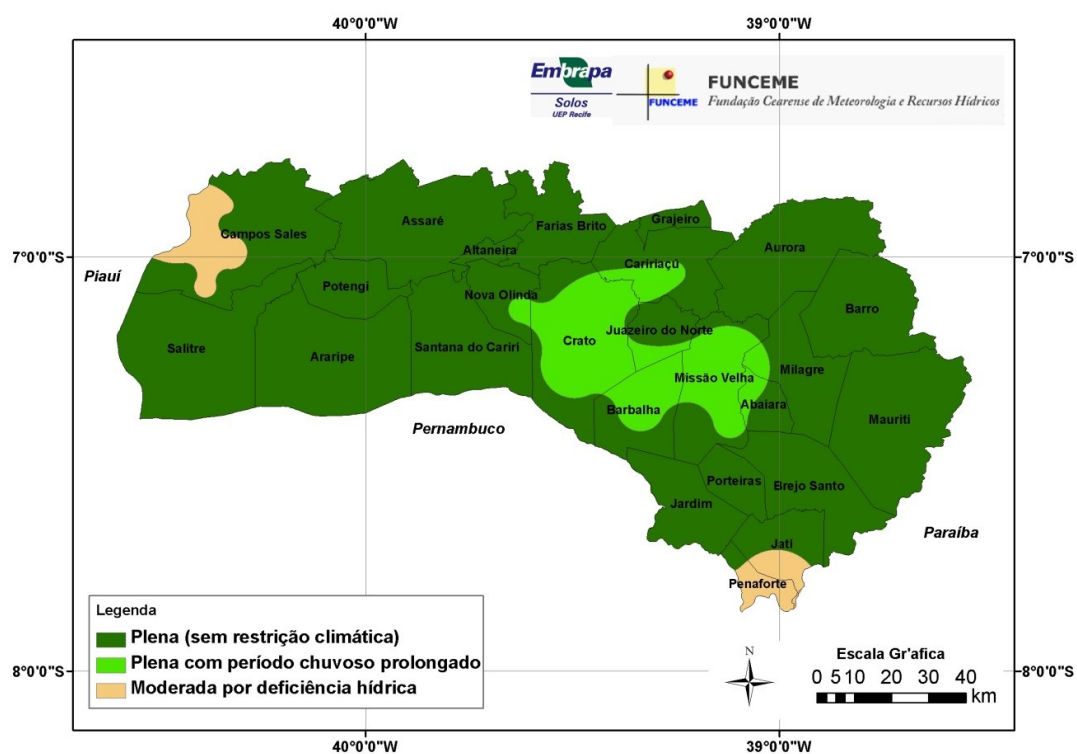 40°0'0"W
39°0'0"W
Embrapa
Solos
UEP Recife
FUNCEME
FUNCEME
Fundação Cearense de Meteorologia e Recursos Hídricos
7°0'0"S
7°0'0"S
Campos Sales
Assaré
Altaneira
Farias Brito
Grajeiro
Aurora
Caririaçú
Piauí
Potengi
Nova Olinda
Barro
Juazeiro do Norte
Salitre
Araripe
Santana do Cariri
Crato
Milagre
Missão Velha
Abaiara
Barbalha
Mauriti
Pernambuco
Porteiras
Brejo Santo
Jardim
Paraíba
Jati
Penaforte
Legenda
Plena (sem restrição climática)
Plena com período chuvoso prolongado
Moderada por deficiência hídrica
N
Escala Gr'afica
0 5 10 20 30 40
km
8°0'0"S
8°0'0"S
40°0'0"W
39°0'0"W